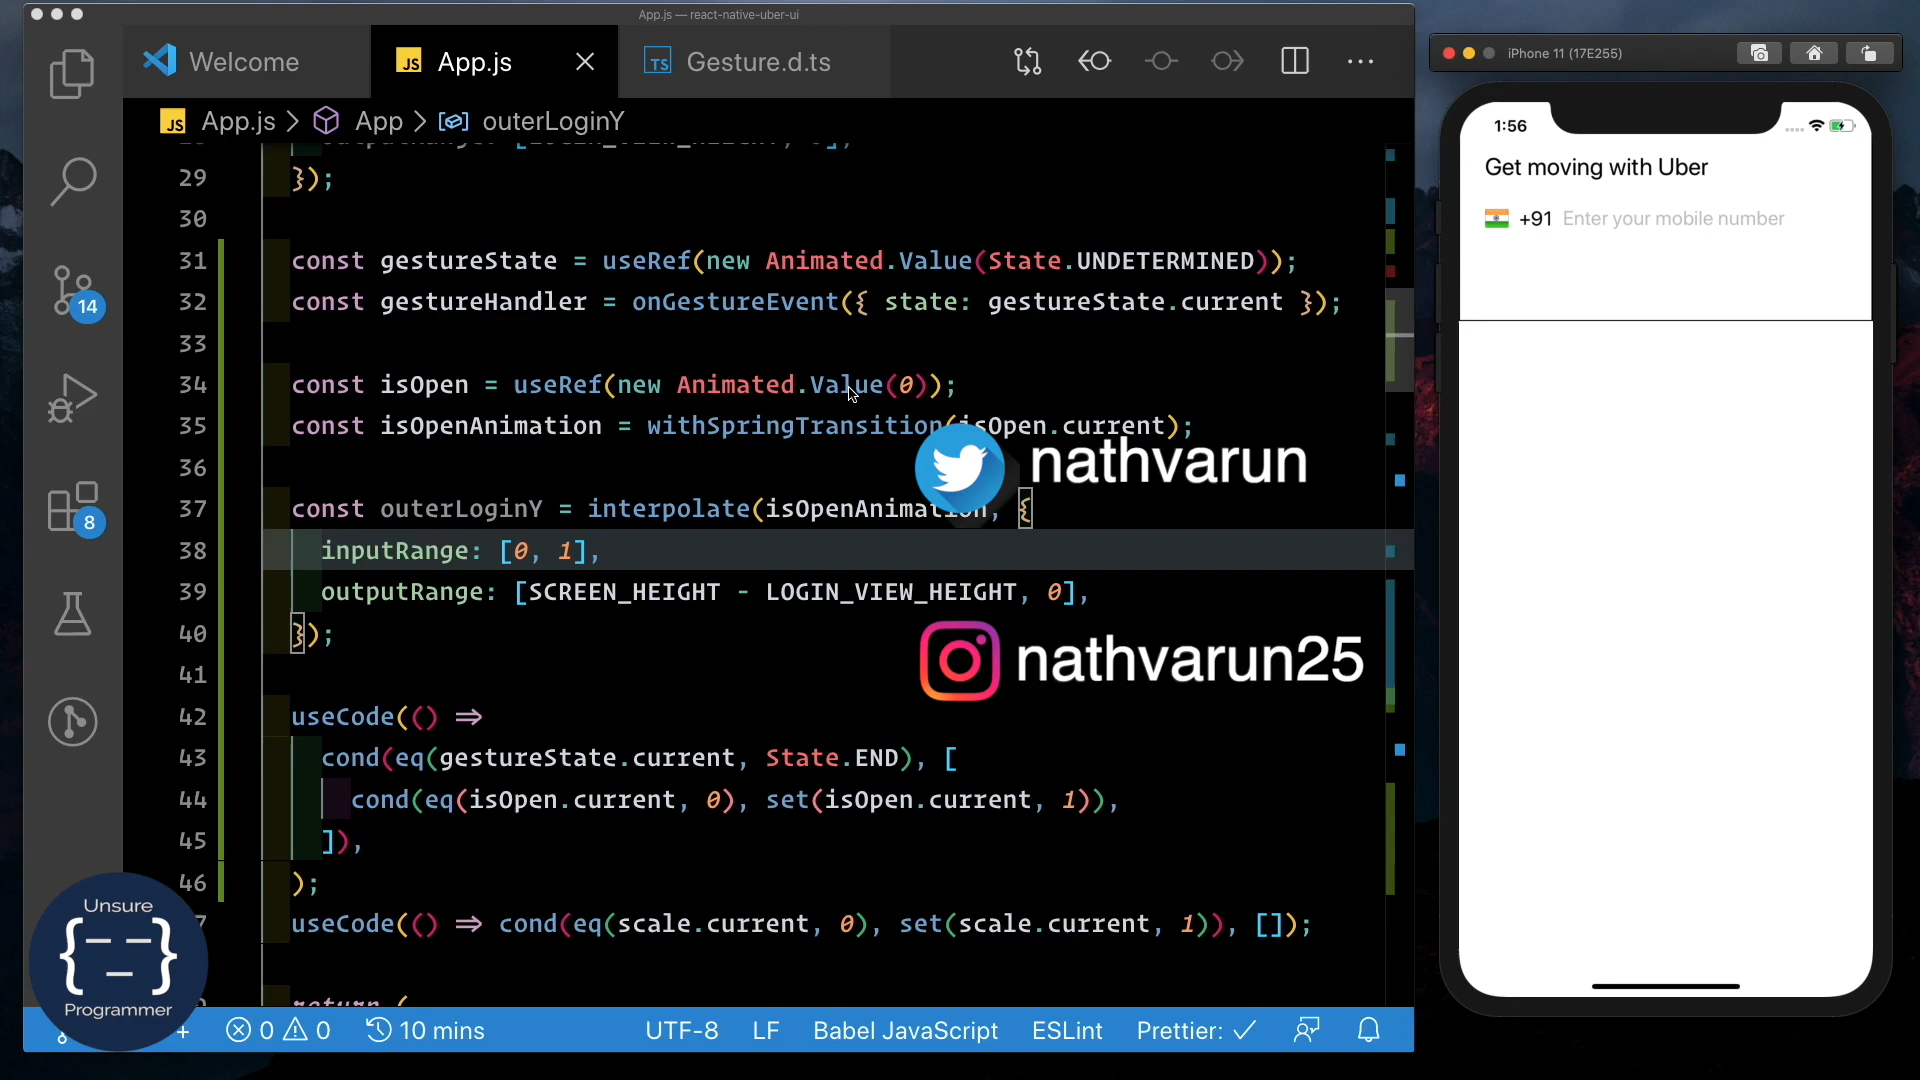 App.js — react-native-uber-ui
Welcome
JS App.js
TS Gesture.d.ts
JS App.js > App > outerLoginY
29 });
30
31 const gestureState = useRef(new Animated.Value(State.UNDETERMINED));
32 const gestureHandler = onGestureEvent({ state: gestureState.current });
33
34 const isOpen = useRef(new Animated.Value(0));
35 const isOpenAnimation = withSpringTransition(isOpen.current);
36
37 const outerLoginY = interpolate(isOpenAnimation, {
38 inputRange: [0, 1],
39 outputRange: [SCREEN_HEIGHT - LOGIN_VIEW_HEIGHT, 0],
40 });
41
42 useCode(() =>
43 cond(eq(gestureState.current, State.END), [
44 cond(eq(isOpen.current, 0), set(isOpen.current, 1)),
45 ]),
46 );
7 useCode(() => cond(eq(scale.current, 0), set(scale.current, 1)), []);
return (
14
8
nathvarun
nathvarun25
Unsure
{ -- }
Programmer
0 0 10 mins UTF-8 LF Babel JavaScript ESLint Prettier: ✓
iPhone 11 (17E255)
1:56
Get moving with Uber
+91 Enter your mobile number